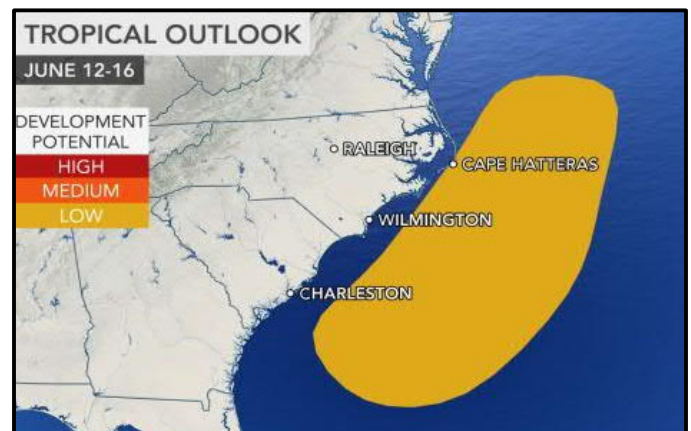 TROPICAL OUTLOOK
JUNE 12-16
DEVELOPMENT
POTENTIAL
HIGH
MEDIUM
LOW
RALEIGH
CAPE HATTERAS
WILMINGTON
CHARLESTON